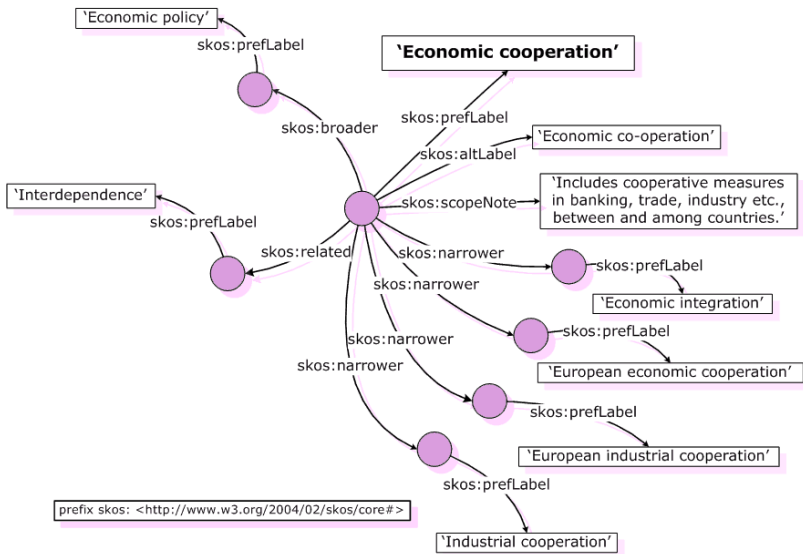 ‘Economic policy’
skos:prefLabel
‘Economic cooperation’
skos:prefLabel
skos:broader
‘Economic co-operation’
skos:altLabel
‘Interdependence’
skos:prefLabel
skos:scopeNote
‘Includes cooperative measures
in banking, trade, industry etc.,
between and among countries.’
skos:related
skos:narrower
skos:prefLabel
‘Economic integration’
skos:narrower
skos:prefLabel
‘European economic cooperation’
skos:narrower
skos:prefLabel
‘European industrial cooperation’
skos:narrower
skos:prefLabel
‘Industrial cooperation’
prefix skos: <http://www.w3.org/2004/02/skos/core#>